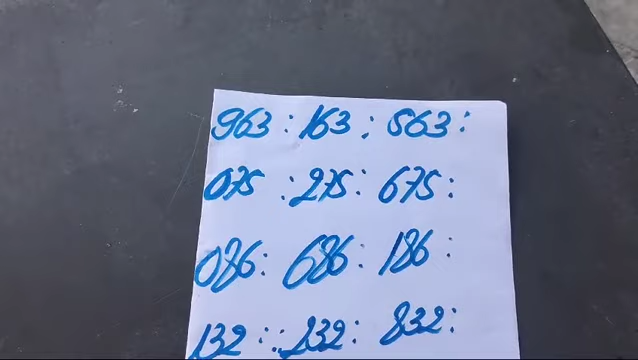 963 : 163 : 563 :
075 : 275 : 675 :
086 : 686 : 186 :
132 : : 232 : 832 :